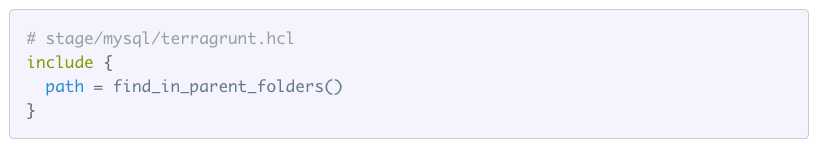 # stage/mysql/terragrunt.hcl
include {
  path = find_in_parent_folders()
}